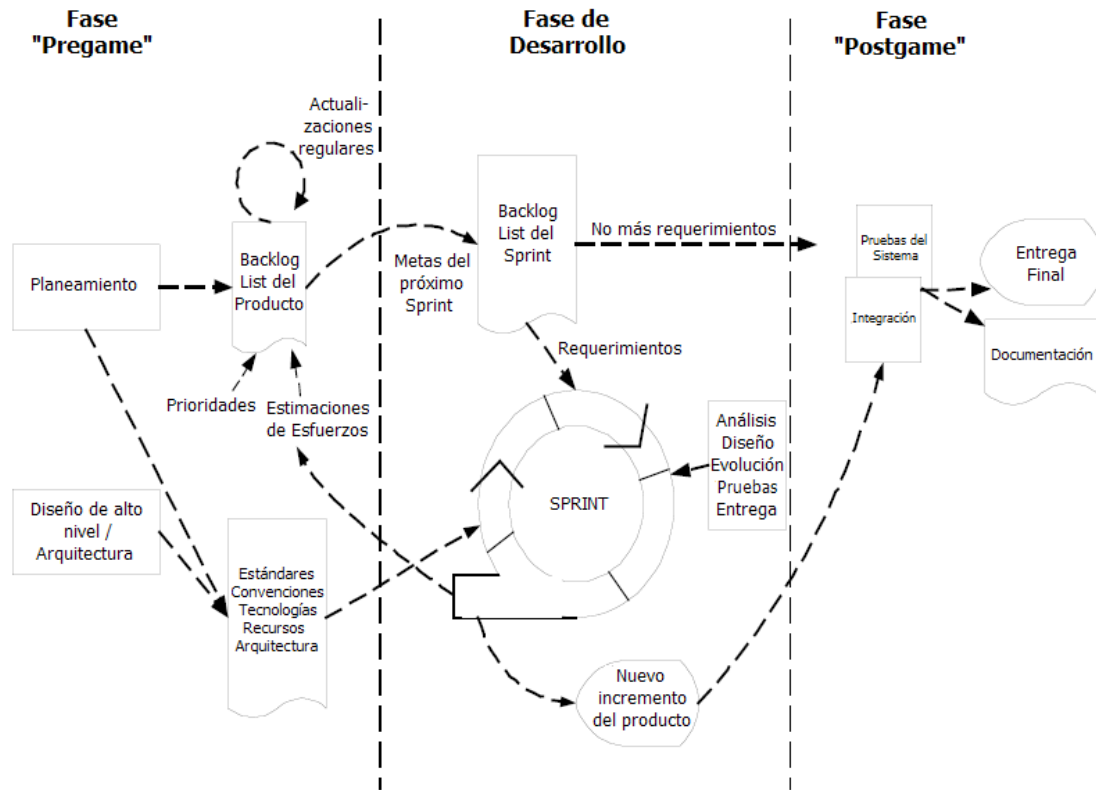 Fase
"Pregame"
Fase de
Desarrollo
Fase
"Postgame"
Actuali-
zaciones
regulares
Planeamiento
Backlog
List del
Producto
Prioridades
Estimaciones
de Esfuerzos
Diseño de alto
nivel /
Arquitectura
Estándares
Convenciones
Tecnologías
Recursos
Arquitectura
Metas del
próximo
Sprint
Backlog
List del
Sprint
No más requerimientos
Requerimientos
SPRINT
Análisis
Diseño
Evolución
Pruebas
Entrega
Nuevo
incremento
del producto
Pruebas del
Sistema
Integración
Entrega
Final
Documentación